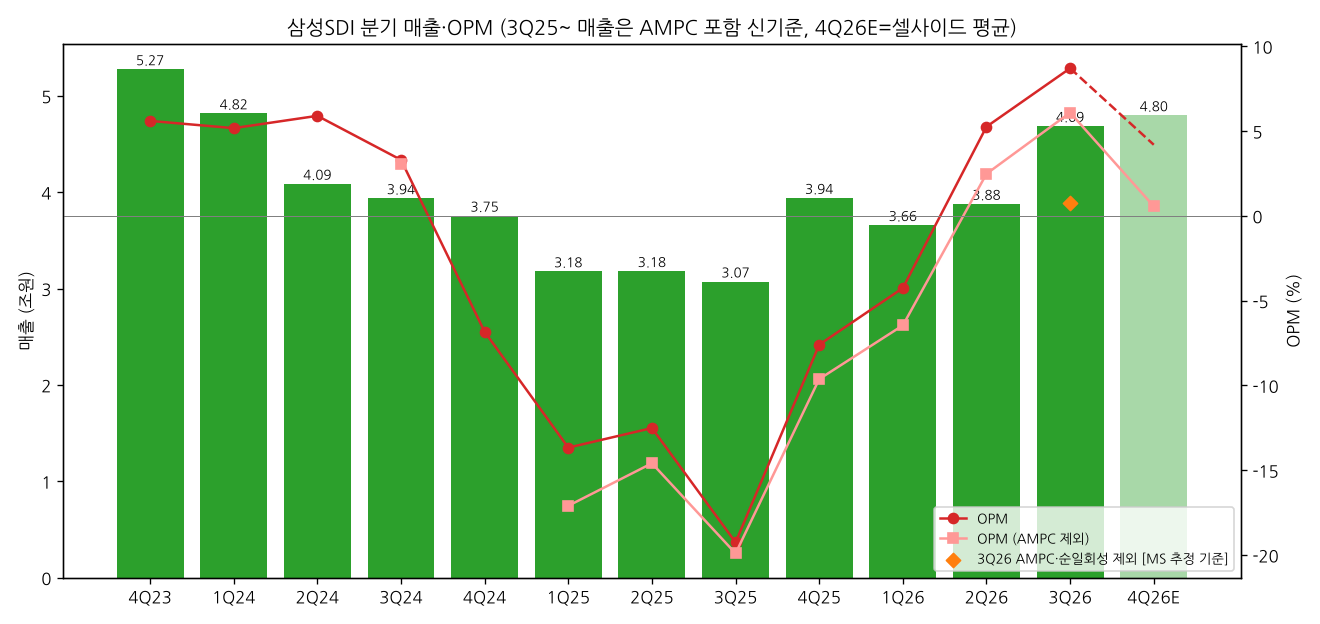 삼성SDI 분기 매출·OPM (3Q25~ 매출은 AMPC 포함 신기준, 4Q26E=셀사이드 평균)
매출 (조원)
5
4
3
2
1
0
5.27
4.82
4.09
3.94
3.75
3.18
3.18
3.07
3.94
3.66
3.88
4.69
4.80
10
5
0
-5
-10
-15
-20
OPM (%)
OPM
OPM (AMPC 제외)
3Q26 AMPC·순일회성 제외 [MS 추정 기준]
4Q23
1Q24
2Q24
3Q24
4Q24
1Q25
2Q25
3Q25
4Q25
1Q26
2Q26
3Q26
4Q26E